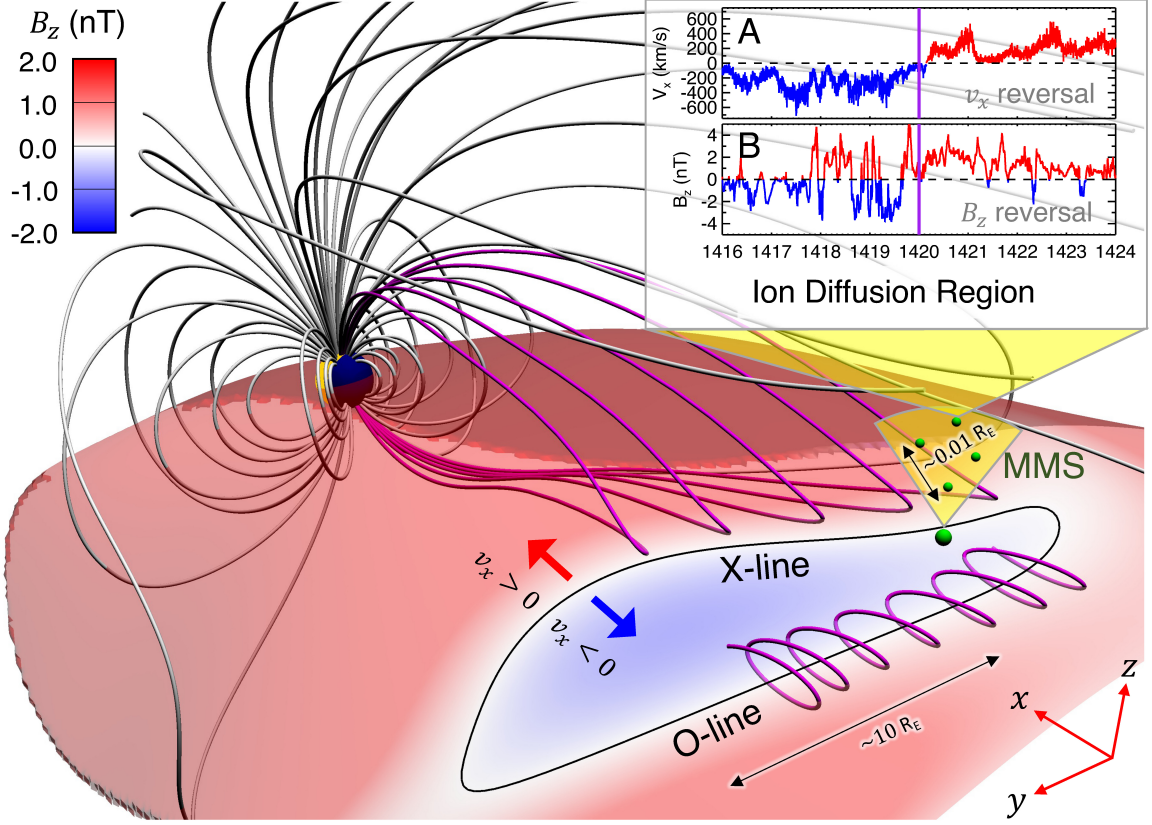 B_z (nT)
2.0
1.0
0.0
-1.0
-2.0
A
V_x (km/s)
600
400
200
0
-200
-400
-600
v_x reversal
B
B_z (nT)
4
2
0
-2
-4
B_z reversal
1416 1417 1418 1419 1420 1421 1422 1423 1424
Ion Diffusion Region
~0.01 R_E
MMS
X-line
v_x > 0
v_x < 0
O-line
~10 R_E
z
x
y